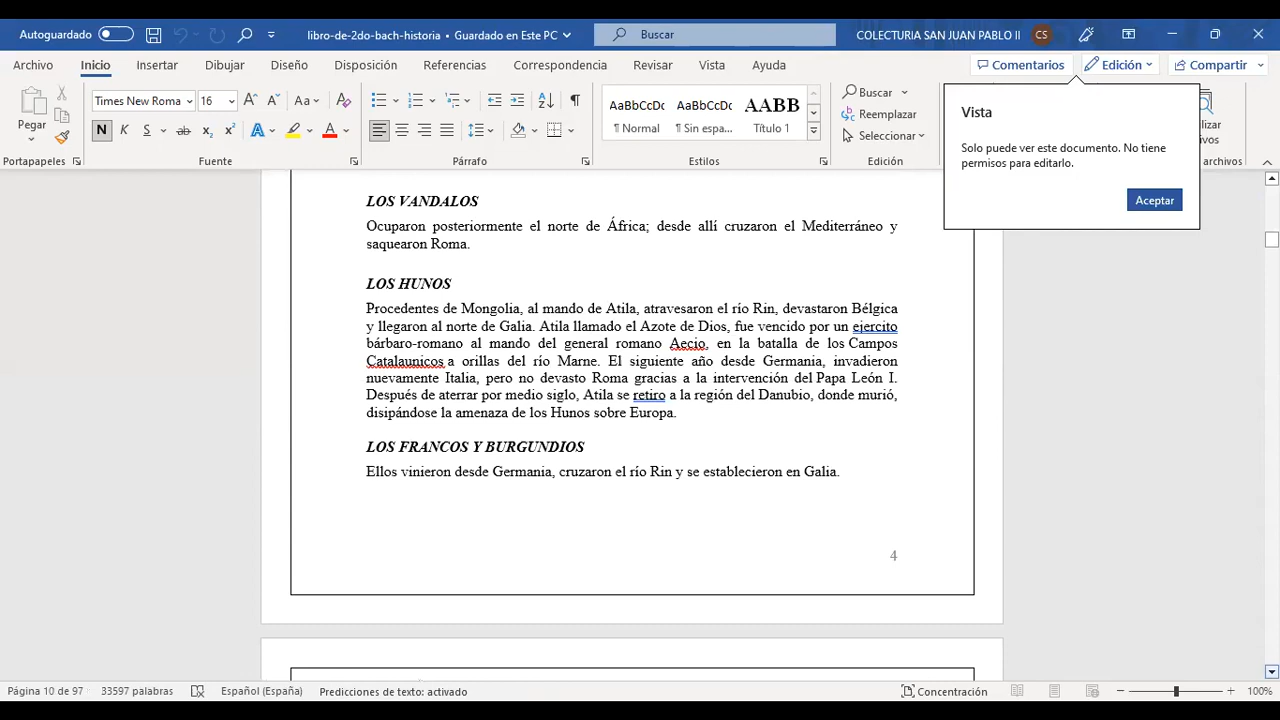 Autoguardado libro-de-2do-bach-historia • Guardado en Este PC Buscar COLECTURIA SAN JUAN PABLO II CS
Archivo Inicio Insertar Dibujar Diseño Disposición Referencias Correspondencia Revisar Vista Ayuda Comentarios Edición Compartir
Pegar
Times New Roma 16
Aa
N K S ab x₂ x² A A
AaBbCcDc AaBbCcDc AABB
¶ Normal ¶ Sin espa... Título 1
Buscar
Reemplazar
Seleccionar
Portapapeles Fuente Párrafo Estilos Edición
lizar
ivos
archivos
Vista
Solo puede ver este documento. No tiene
permisos para editarlo.
Aceptar
LOS VANDALOS
Ocuparon posteriormente el norte de África; desde allí cruzaron el Mediterráneo y
saquearon Roma.
LOS HUNOS
Procedentes de Mongolia, al mando de Atila, atravesaron el río Rin, devastaron Bélgica
y llegaron al norte de Galia. Atila llamado el Azote de Dios, fue vencido por un ejercito
bárbaro-romano al mando del general romano Aecio, en la batalla de los Campos
Catalaunicos a orillas del río Marne. El siguiente año desde Germania, invadieron
nuevamente Italia, pero no devasto Roma gracias a la intervención del Papa León I.
Después de aterrar por medio siglo, Atila se retiro a la región del Danubio, donde murió,
disipándose la amenaza de los Hunos sobre Europa.
LOS FRANCOS Y BURGUNDIOS
Ellos vinieron desde Germania, cruzaron el río Rin y se establecieron en Galia.
4
Página 10 de 97 33597 palabras Español (España) Predicciones de texto: activado Concentración 100%